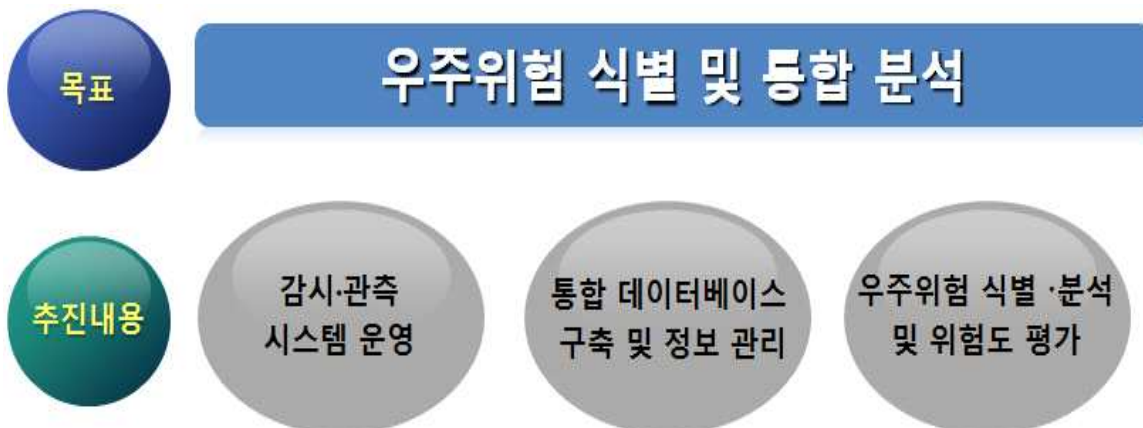 목표
우주위험 식별 및 통합 분석
추진내용
감시·관측
시스템 운영
통합 데이터베이스
구축 및 정보 관리
우주위험 식별 ·분석
및 위험도 평가